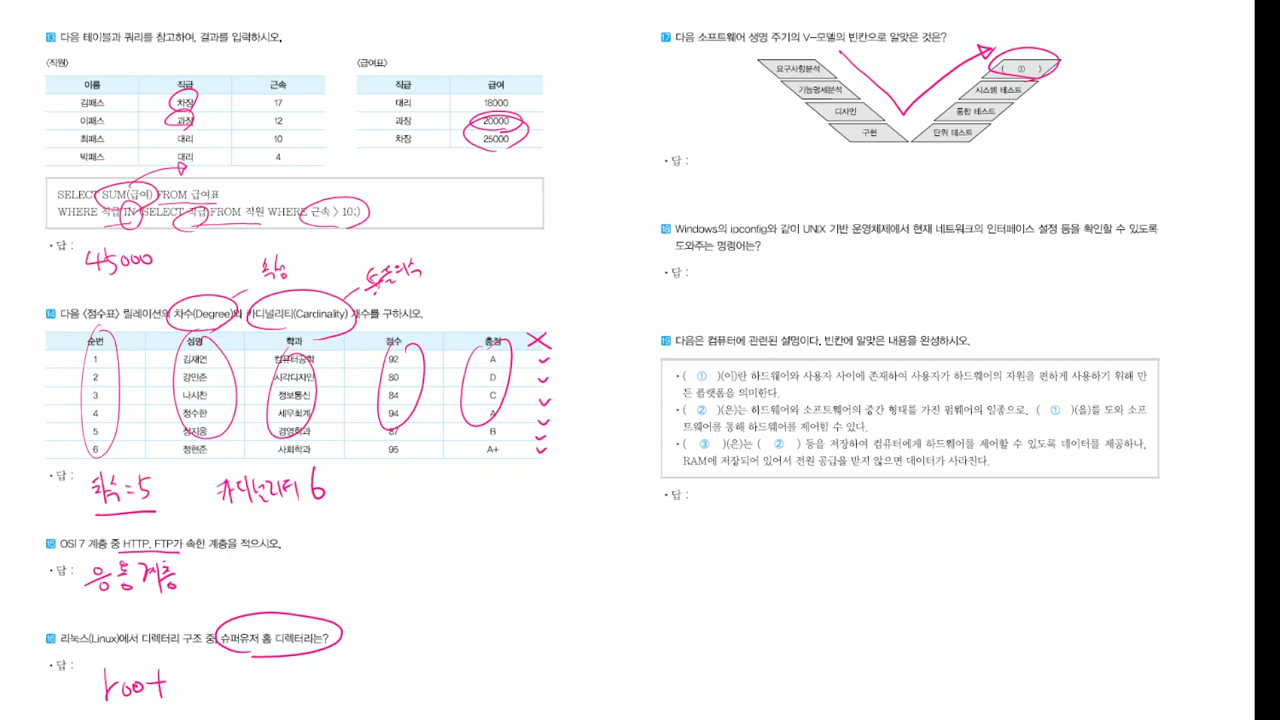 13 다음 테이블과 쿼리를 참고하여, 결과를 입력하시오.
〈직원〉
이름 직급 근속
김패스 차장 17
이패스 과장 12
최패스 대리 10
박패스 대리 4
〈급여표〉
직급 급여
대리 18000
과장 20000
차장 25000
SELECT SUM(급여) FROM 급여표
WHERE 직급 IN (SELECT 직급 FROM 직원 WHERE 근속 > 10;)
• 답 :
45000
속성
튜플의 수
14 다음 〈점수표〉 릴레이션의 차수(Degree)와 카디널리티(Cardinality) 개수를 구하시오.
순번 성명 학과 점수 총점
1 김재언 컴퓨터공학 92 A
2 강민준 시각디자인 80 D
3 나시찬 정보통신 84 C
4 정수한 세무회계 94 A
5 정지웅 경영학과 87 B
6 정현준 사회학과 95 A+
• 답 :
차수 = 5 카디널리티 6
15 OSI 7 계층 중 HTTP, FTP가 속한 계층을 적으시오.
• 답 :
응용계층
16 리눅스(Linux)에서 디렉터리 구조 중, 슈퍼유저 홈 디렉터리는?
• 답 :
root
17 다음 소프트웨어 생명 주기의 V-모델의 빈칸으로 알맞은 것은?
요구사항분석 ( ① )
기능명세분석 시스템 테스트
디자인 통합 테스트
구현 단위 테스트
• 답 :
18 Windows의 ipconfig와 같이 UNIX 기반 운영체제에서 현재 네트워크의 인터페이스 설정 등을 확인할 수 있도록
도와주는 명령어는?
• 답 :
19 다음은 컴퓨터에 관련된 설명이다. 빈칸에 알맞은 내용을 완성하시오.
• ( ① )(이)란 하드웨어와 사용자 사이에 존재하여 사용자가 하드웨어의 자원을 편하게 사용하기 위해 만
든 플랫폼을 의미한다.
• ( ② )(은)는 하드웨어와 소프트웨어의 중간 형태를 가진 펌웨어의 일종으로, ( ① )(을)를 도와 소프
트웨어를 통해 하드웨어를 제어할 수 있다.
• ( ③ )(은)는 ( ② ) 등을 저장하여 컴퓨터에게 하드웨어를 제어할 수 있도록 데이터를 제공하나,
RAM에 저장되어 있어서 전원 공급을 받지 않으면 데이터가 사라진다.
• 답 :